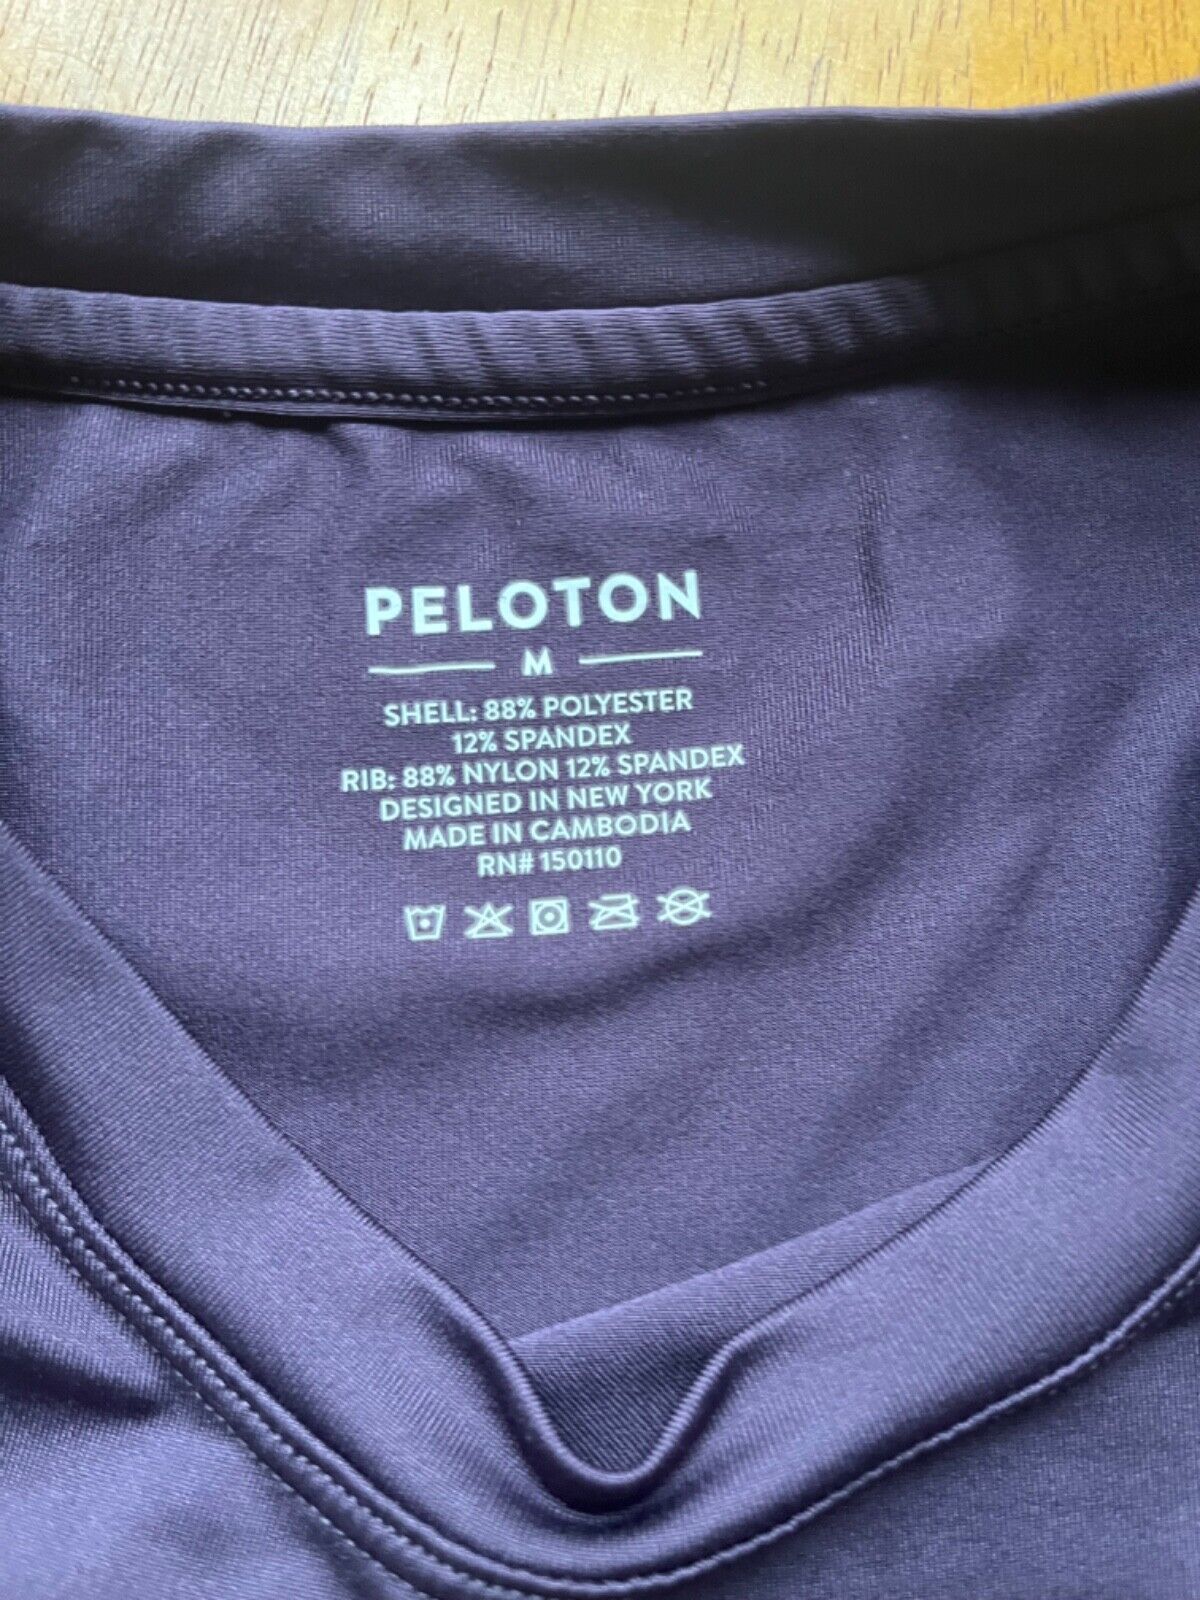 PELOTON
M
SHELL: 88% POLYESTER
12% SPANDEX
RIB: 88% NYLON 12% SPANDEX
DESIGNED IN NEW YORK
MADE IN CAMBODIA
RN# 150110